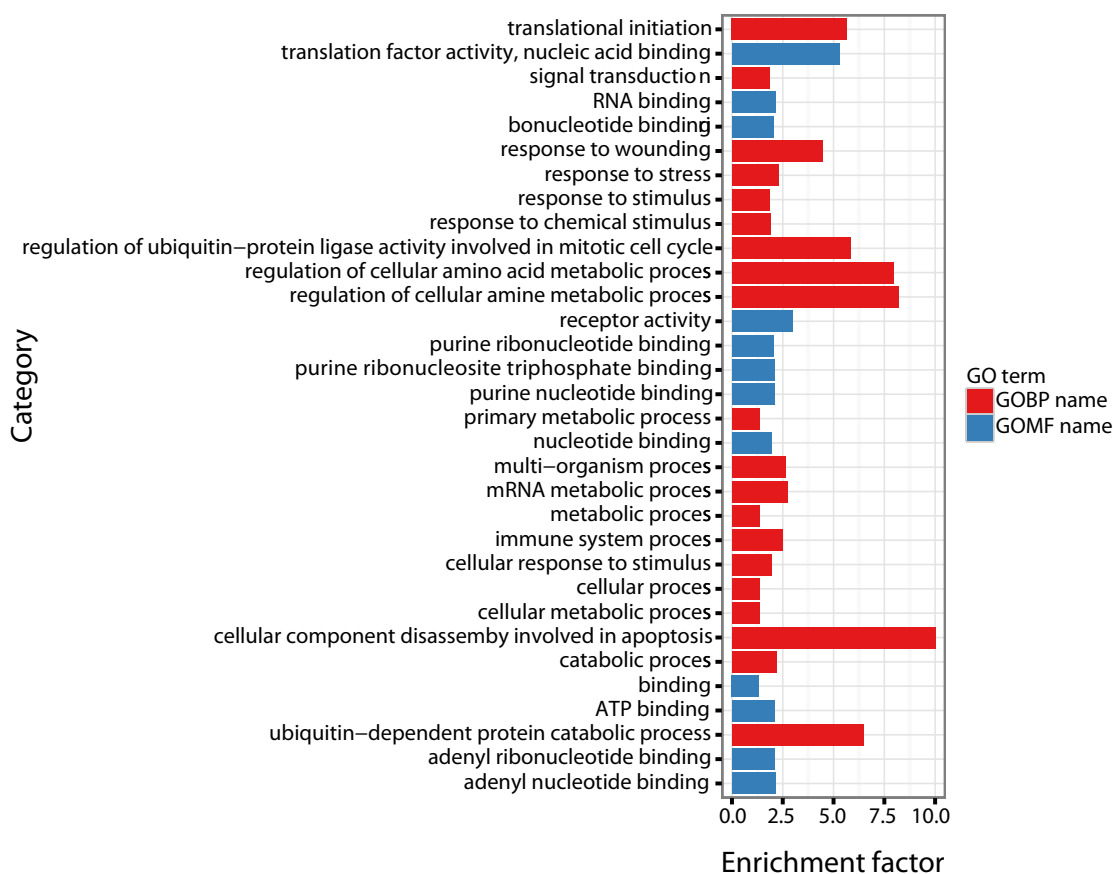 translational initiation
translation factor activity, nucleic acid binding
signal transduction
RNA binding
bonucleotide binding
response to wounding
response to stress
response to stimulus
response to chemical stimulus
regulation of ubiquitin−protein ligase activity involved in mitotic cell cycle
regulation of cellular amino acid metabolic proces
regulation of cellular amine metabolic proces
receptor activity
purine ribonucleotide binding
purine ribonucleosite triphosphate binding
purine nucleotide binding
primary metabolic process
nucleotide binding
multi−organism proces
mRNA metabolic proces
metabolic proces
immune system proces
cellular response to stimulus
cellular proces
cellular metabolic proces
cellular component disassemby involved in apoptosis
catabolic proces
binding
ATP binding
ubiquitin−dependent protein catabolic process
adenyl ribonucleotide binding
adenyl nucleotide binding
Category
0.0 2.5 5.0 7.5 10.0
Enrichment factor
GO term
GOBP name
GOMF name